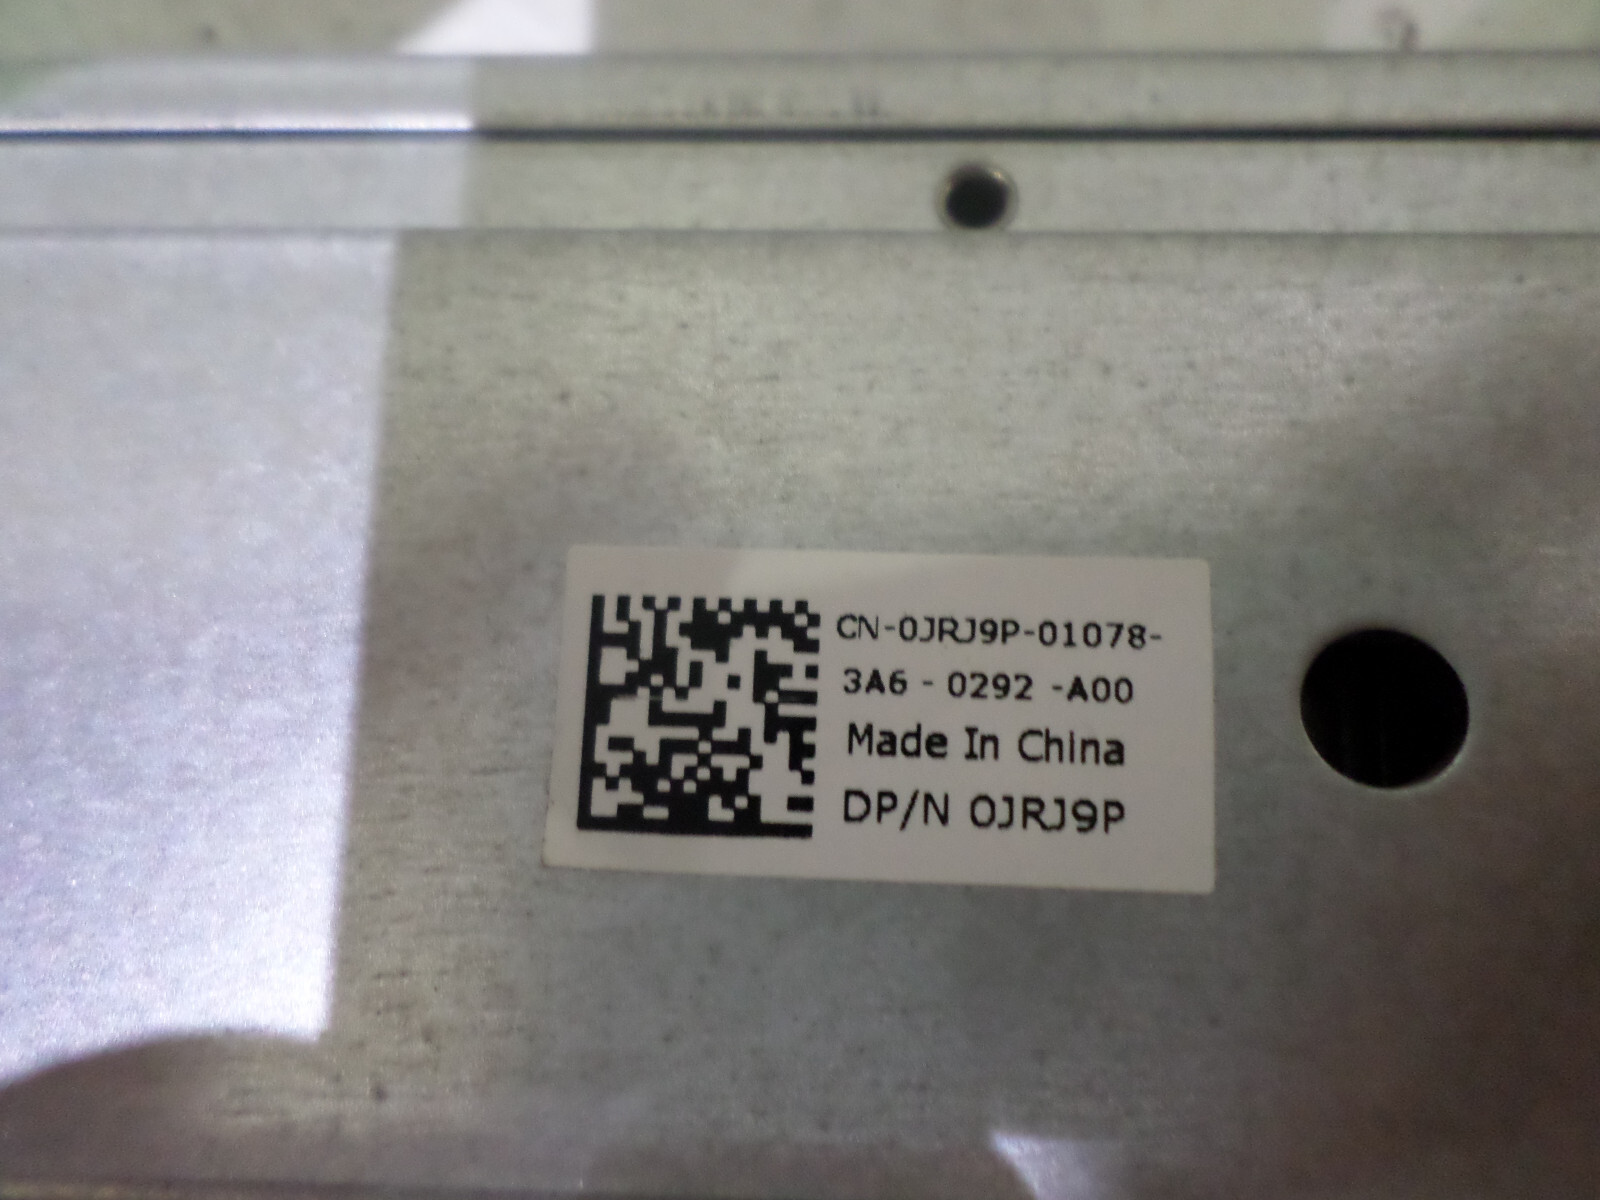 CN-0JRJ9P-01078-
3A6 - 0292 -A00
Made In China
DP/N 0JRJ9P